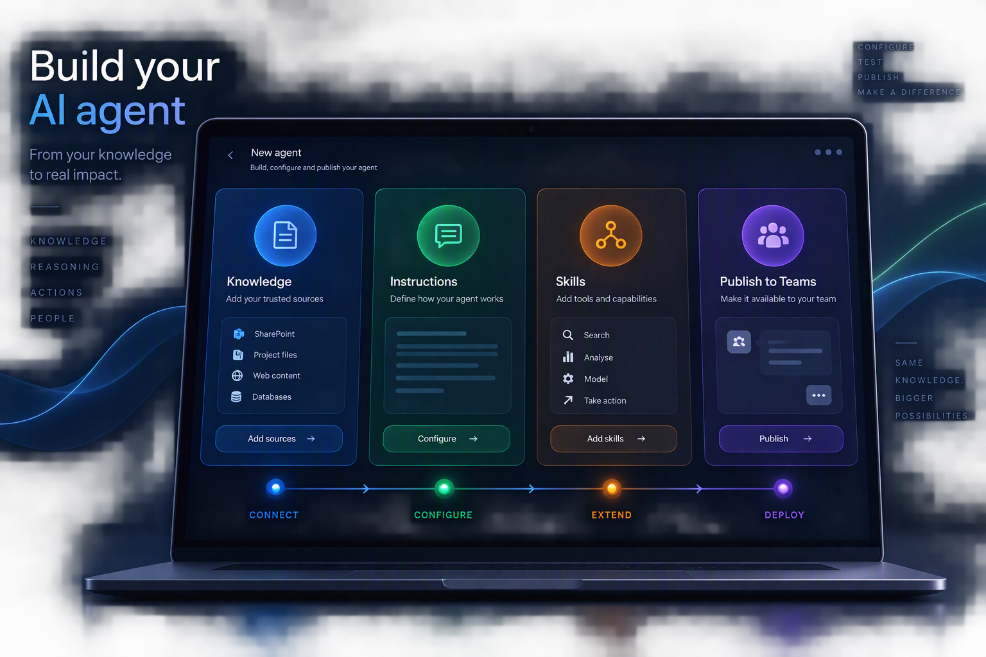 Build your
AI agent
From your knowledge
to real impact.
KNOWLEDGE
REASONING
ACTIONS
PEOPLE
CONFIGURE
TEST
PUBLISH
MAKE A DIFFERENCE
New agent
Build, configure and publish your agent
Knowledge
Add your trusted sources
SharePoint
Project files
Web content
Databases
Add sources →
Instructions
Define how your agent works
Configure →
Skills
Add tools and capabilities
Search
Analyse
Model
Take action
Add skills →
Publish to Teams
Make it available to your team
Publish →
CONNECT
CONFIGURE
EXTEND
DEPLOY
SAME
KNOWLEDGE.
BIGGER
POSSIBILITIES.